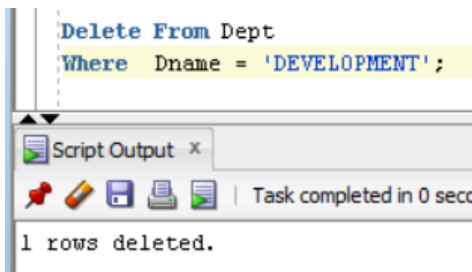 Delete From Dept
Where Dname = 'DEVELOPMENT';
Script Output x
Task completed in 0 seco
1 rows deleted.